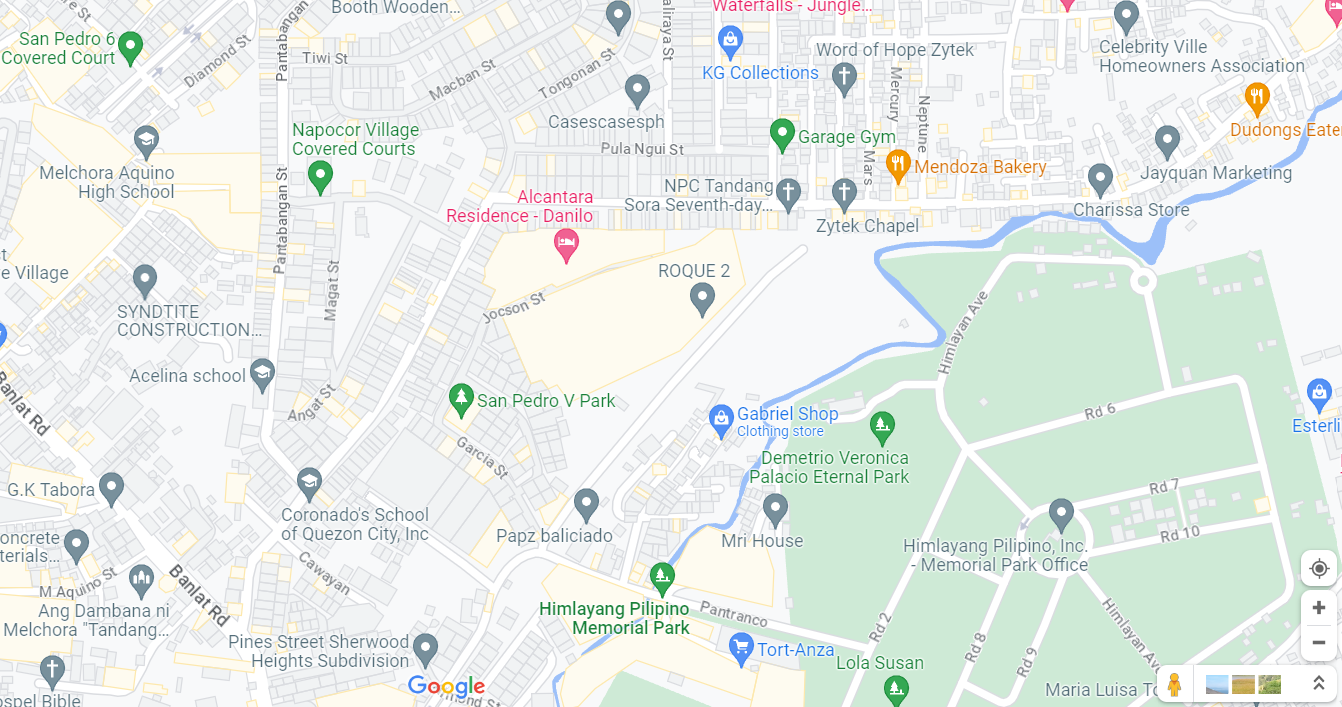 Booth Wooden...
Waterfalls - Jungle...
San Pedro 6
Covered Court
Diamond St
Pantabangan St
Tiwi St
Macban St
Tongonan St
KG Collections
Word of Hope Zytek
Celebrity Ville
Homeowners Association
Casescasesph
Mercury
Neptune
Mars
Napocor Village
Covered Courts
Pula Ngui St
Garage Gym
Dudongs Eate
Melchora Aquino
High School
Mendoza Bakery
Jayquan Marketing
Alcantara
Residence - Danilo
NPC Tandang
Sora Seventh-day...
Zytek Chapel
Charissa Store
Pantabangan St
e Village
Magat St
ROQUE 2
Jocson St
SYNDTITE
CONSTRUCTION...
Himlayan Ave
Acelina school
Banlat Rd
Angat St
San Pedro V Park
Gabriel Shop
Clothing store
Rd 6
Esterli
Garcia St
Demetrio Veronica
Palacio Eternal Park
G.K Tabora
Rd 7
Coronado's School
of Quezon City, Inc
Papz baliciado
Mri House
Rd 10
oncrete
terials...
Himlayang Pilipino, Inc.
- Memorial Park Office
M Aquino St
Cawayan
Banlat Rd
Ang Dambana ni
Melchora "Tandang...
Himlayang Pilipino
Memorial Park
Pantranco
Rd 2
Rd 8
Rd 9
Himlayan Ave
Pines Street Sherwood
Heights Subdivision
Tort-Anza
Lola Susan
Maria Luisa To
Google
ospel Bible